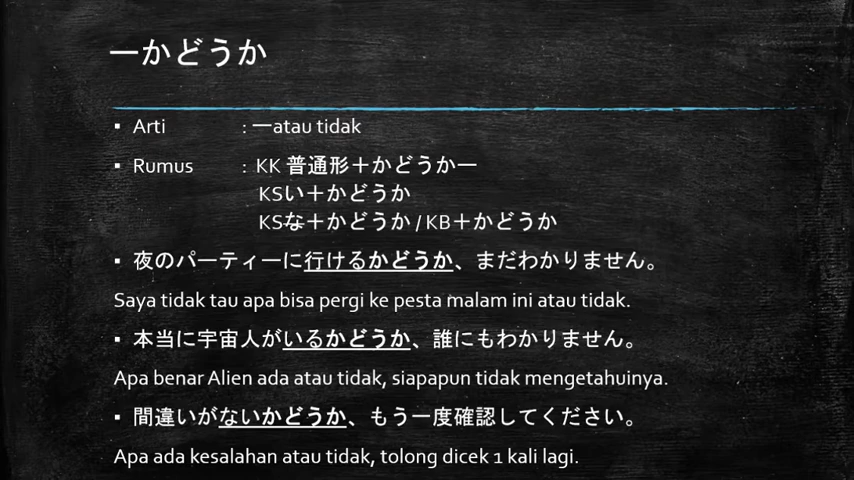 ーかどうか
▪ Arti : ーatau tidak
▪ Rumus : KK 普通形＋かどうかー
KSい＋かどうか
KSな＋かどうか / KB＋かどうか
▪ 夜のパーティーに行けるかどうか、まだわかりません。
Saya tidak tau apa bisa pergi ke pesta malam ini atau tidak.
▪ 本当に宇宙人がいるかどうか、誰にもわかりません。
Apa benar Alien ada atau tidak, siapapun tidak mengetahuinya.
▪ 間違いがないかどうか、もう一度確認してください。
Apa ada kesalahan atau tidak, tolong dicek 1 kali lagi.